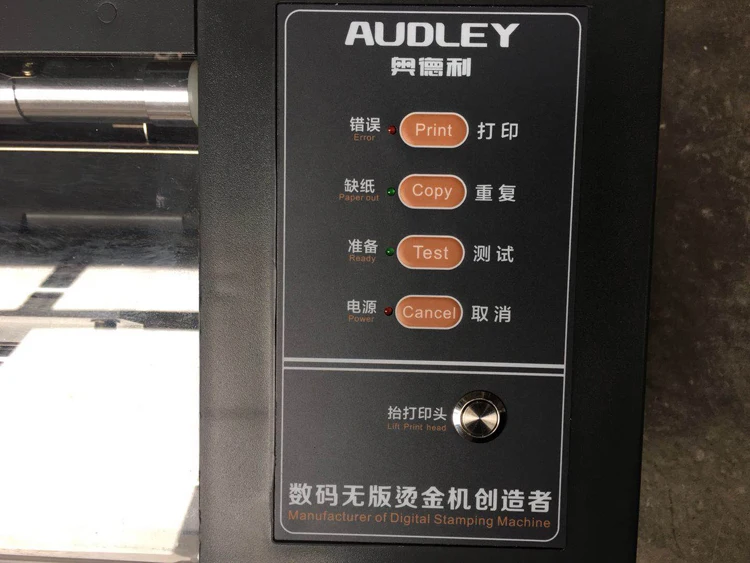 AUDLEY
奥德利
错误 Print 打印
Error
缺纸 Copy 重复
Paper out
准备 Test 测试
Ready
电源 Cancel 取消
Power
抬打印头
Lift Print head
数码无版烫金机创造者
Manufacturer of Digital Stamping Machine